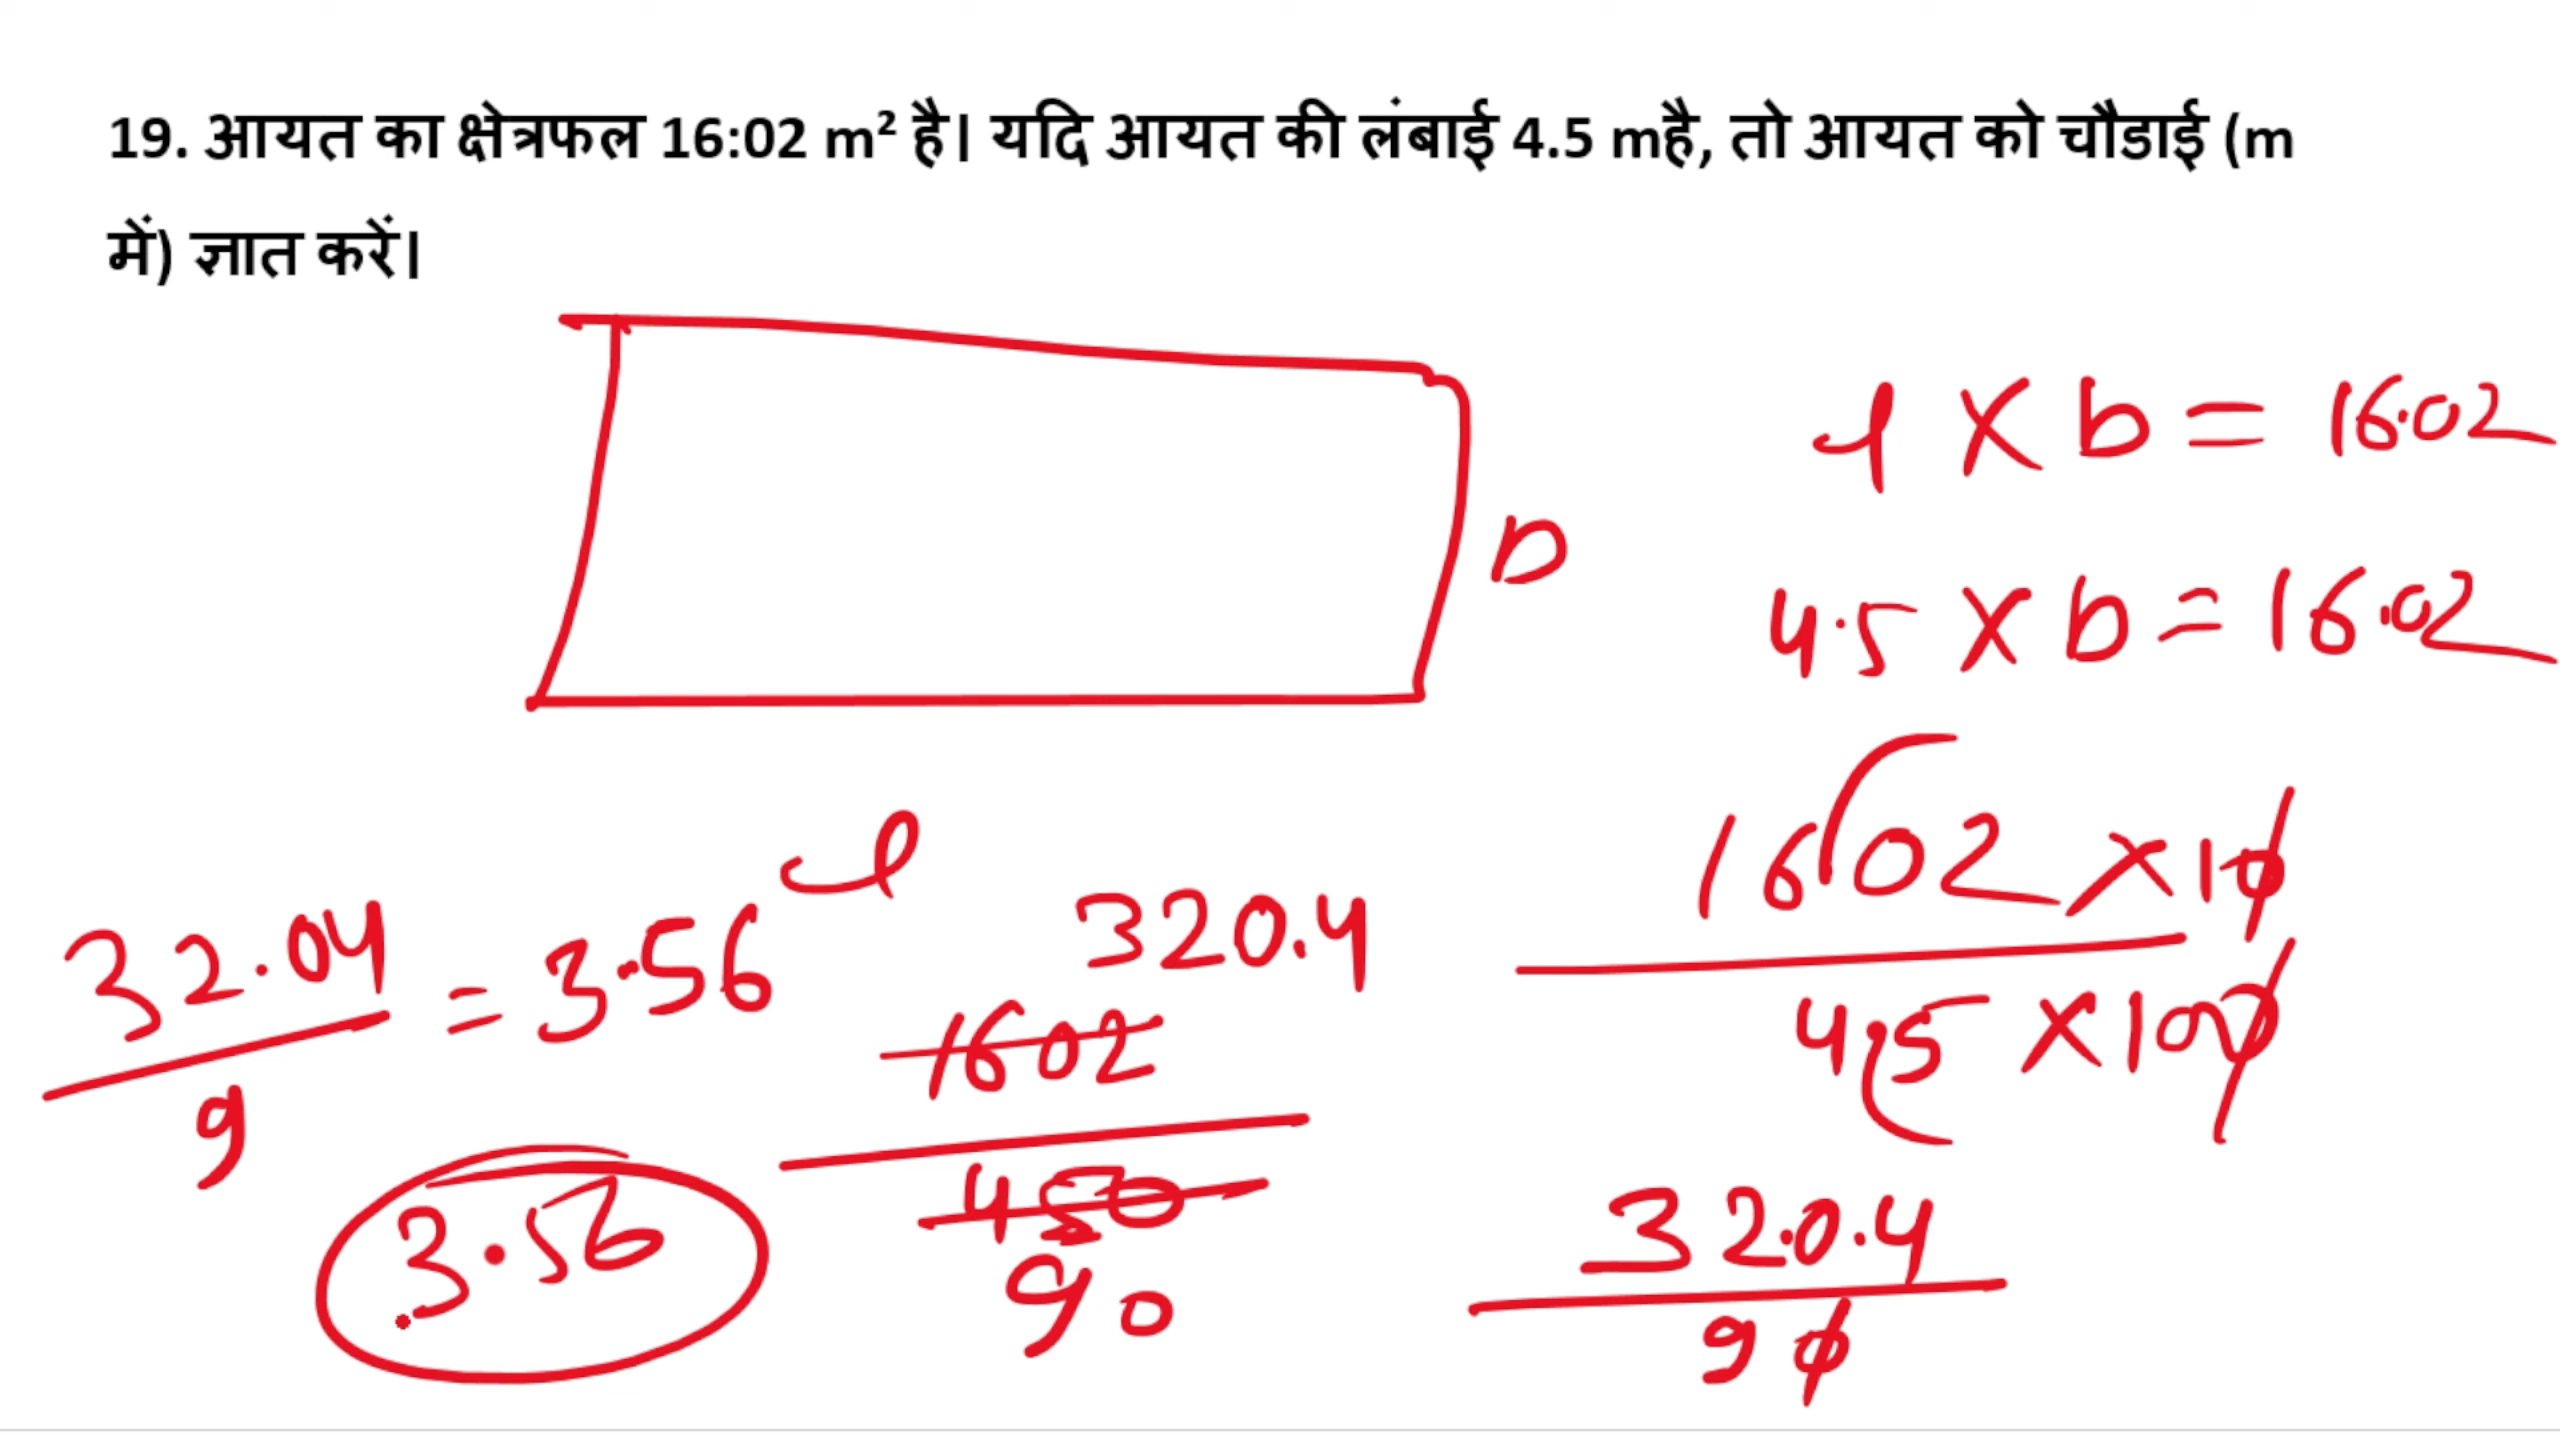 19. आयत का क्षेत्रफल 16:02 m² है। यदि आयत की लंबाई 4.5 mहै, तो आयत को चौडाई (m
में) ज्ञात करें।
l × b = 16.02
b
4.5 × b = 16.02
1602 × 10
4.5 × 100
320.4
1602
450
90
320.4
90
32.04
9
= 3.56
l
3.56